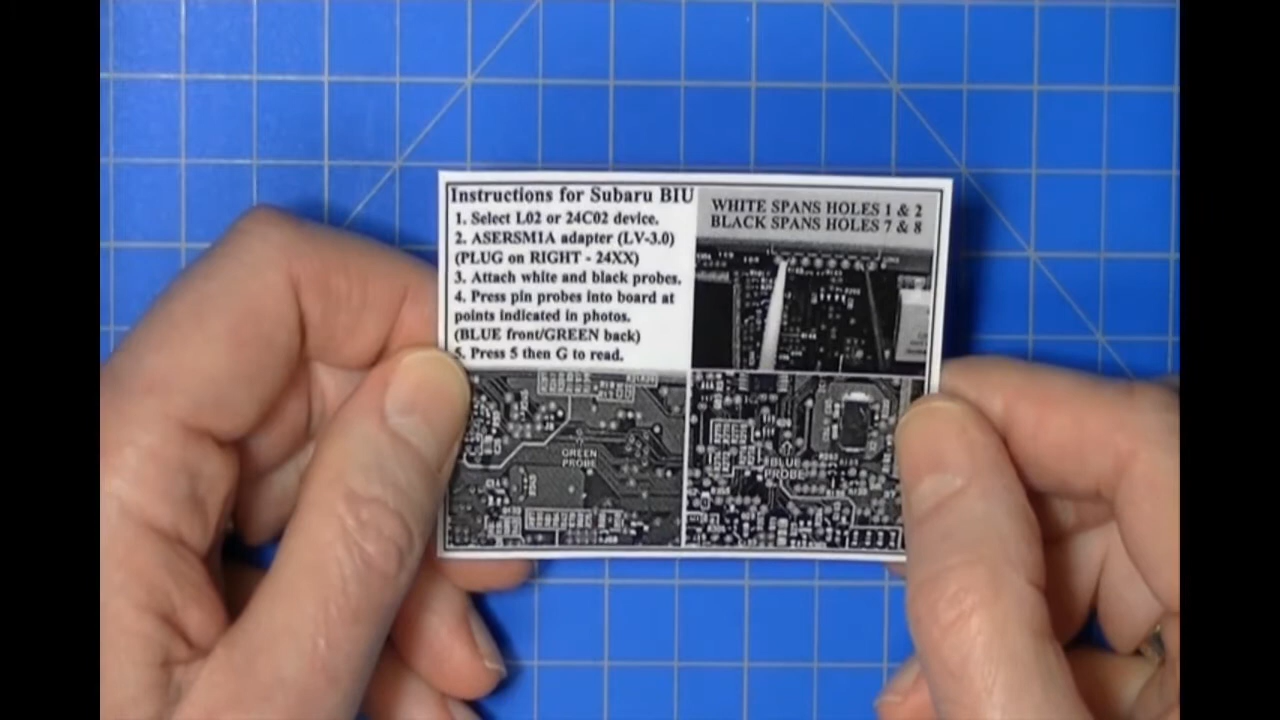 Instructions for Subaru BIU
1. Select L02 or 24C02 device.
2. ASERSM1A adapter (LV-3.0)
(PLUG on RIGHT - 24XX)
3. Attach white and black probes.
4. Press pin probes into board at
points indicated in photos.
(BLUE front/GREEN back)
5. Press 5 then G to read.
WHITE SPANS HOLES 1 & 2
BLACK SPANS HOLES 7 & 8
GREEN
PROBE
BLUE
PROBE